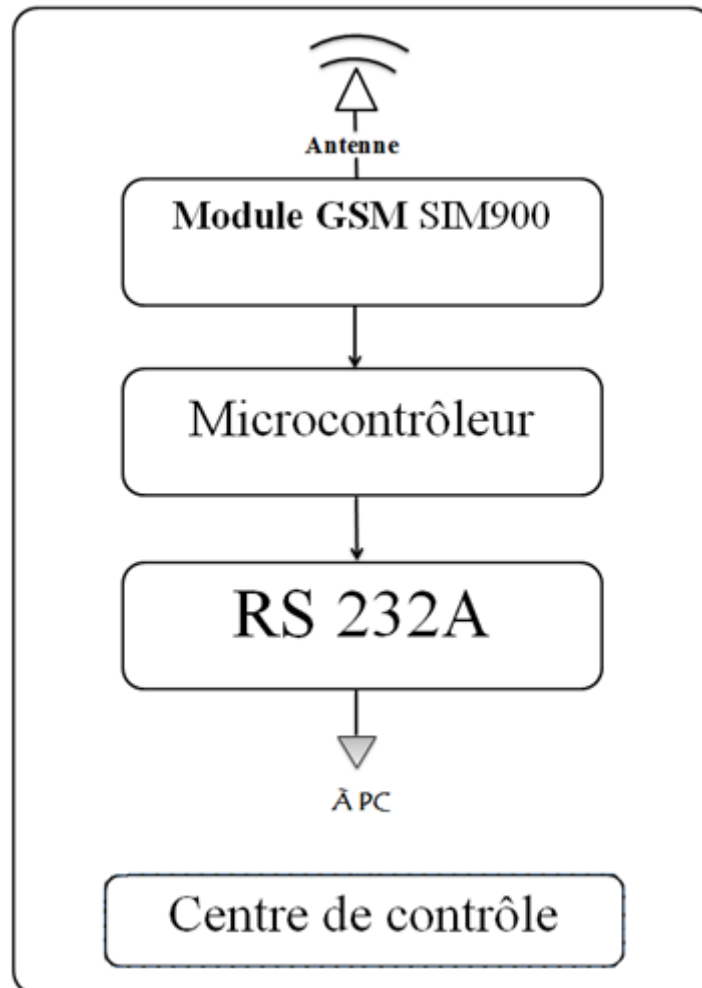 Antenne
Module GSM SIM900
Microcontrôleur
RS 232A
À PC
Centre de contrôle